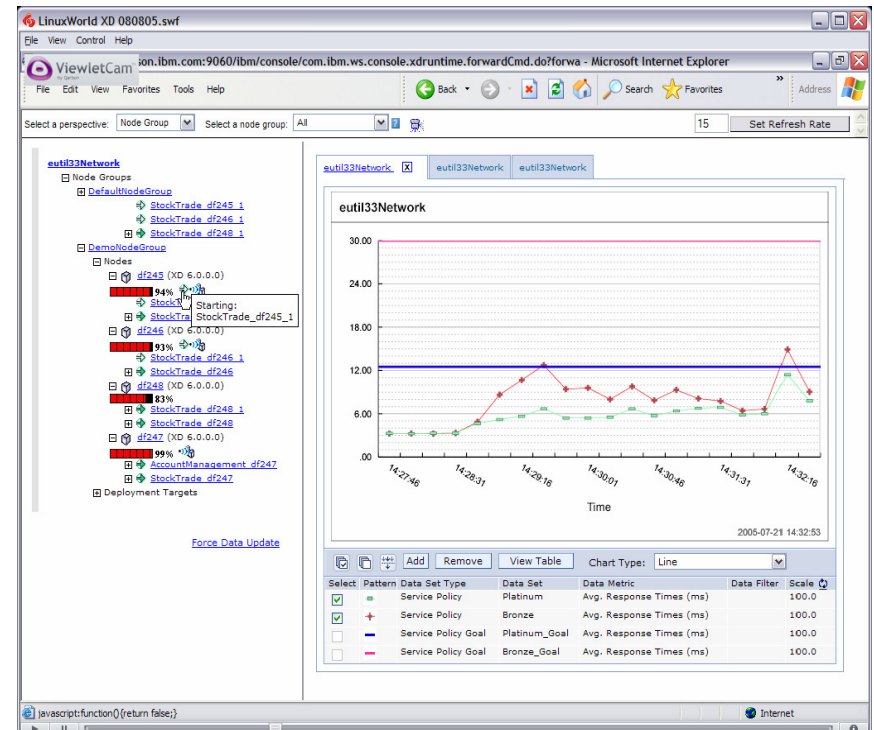 LinuxWorld XD 080805.swf
File View Control Help
son.ibm.com:9060/ibm/console/com.ibm.ws.console.xdruntime.forwardCmd.do?forwa - Microsoft Internet Explorer
ViewletCam
by Qarbon
File Edit View Favorites Tools Help
Back Search Favorites » Address
Select a perspective: Node Group Select a node group: All ? 15 Set Refresh Rate
eutil33Network
Node Groups
DefaultNodeGroup
StockTrade_df245_1
StockTrade_df246_1
StockTrade_df248_1
DemoNodeGroup
Nodes
df245 (XD 6.0.0.0)
94%
StockT
StockTra
Starting:
StockTrade_df245_1
df246 (XD 6.0.0.0)
93%
StockTrade_df246_1
StockTrade_df246
df248 (XD 6.0.0.0)
83%
StockTrade_df248_1
StockTrade_df248
df247 (XD 6.0.0.0)
99%
AccountManagement_df247
StockTrade_df247
Deployment Targets
Force Data Update
eutil33Network X eutil33Network eutil33Network
eutil33Network
30.00
24.00
18.00
12.00
6.00
.00
14:27:46 14:28:31 14:29:16 14:30:01 14:30:46 14:31:31 14:32:16
Time
2005-07-21 14:32:53
Add Remove View Table Chart Type: Line
Select Pattern Data Set Type Data Set Data Metric Data Filter Scale
Service Policy Platinum Avg. Response Times (ms) 100.0
Service Policy Bronze Avg. Response Times (ms) 100.0
Service Policy Goal Platinum_Goal Avg. Response Times (ms) 100.0
Service Policy Goal Bronze_Goal Avg. Response Times (ms) 100.0
javascript:function(){return false;} Internet